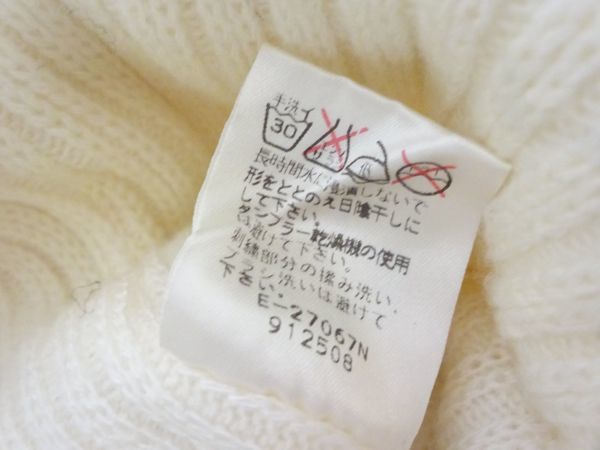 手洗イ
30
長時間水に浸漬しないで
形をととのえ日陰干しに
して下さい。
タンブラー乾燥機の使用
は避けて下さい。
刺繍部分の揉み洗い、
ブラシ洗いは避けて
下さい。
E-27067N
912508